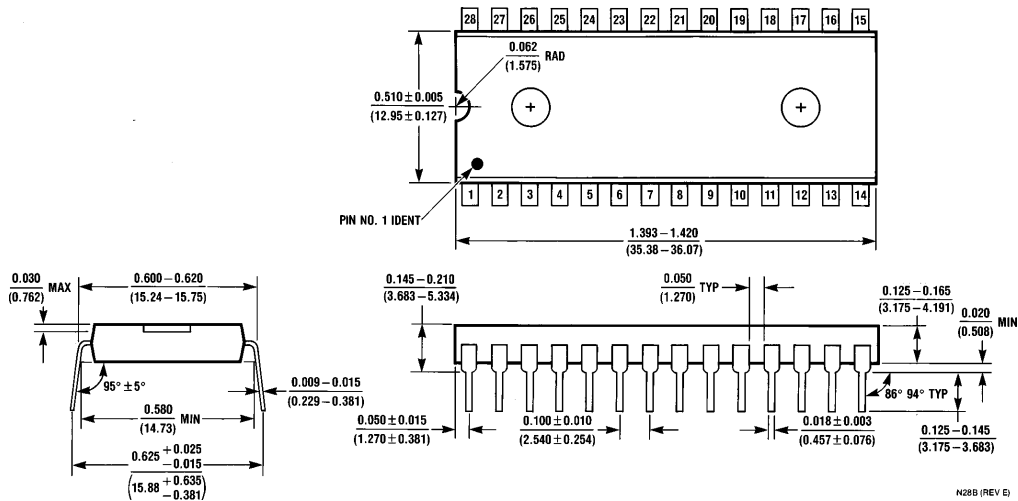 28 27 26 25 24 23 22 21 20 19 18 17 16 15
0.062
(1.575)
RAD
0.510 ± 0.005
(12.95 ± 0.127)
PIN NO. 1 IDENT
1 2 3 4 5 6 7 8 9 10 11 12 13 14
1.393 – 1.420
(35.38 – 36.07)
0.030
(0.762)
MAX
0.600 – 0.620
(15.24 – 15.75)
95° ± 5°
0.580
(14.73)
MIN
0.009 – 0.015
(0.229 – 0.381)
0.625 +0.025
-0.015
(15.88 +0.635
-0.381)
0.145 – 0.210
(3.683 – 5.334)
0.050
(1.270)
TYP
0.125 – 0.165
(3.175 – 4.191)
0.020
(0.508)
MIN
86° 94° TYP
0.050 ± 0.015
(1.270 ± 0.381)
0.100 ± 0.010
(2.540 ± 0.254)
0.018 ± 0.003
(0.457 ± 0.076)
0.125 – 0.145
(3.175 – 3.683)
N28B (REV E)